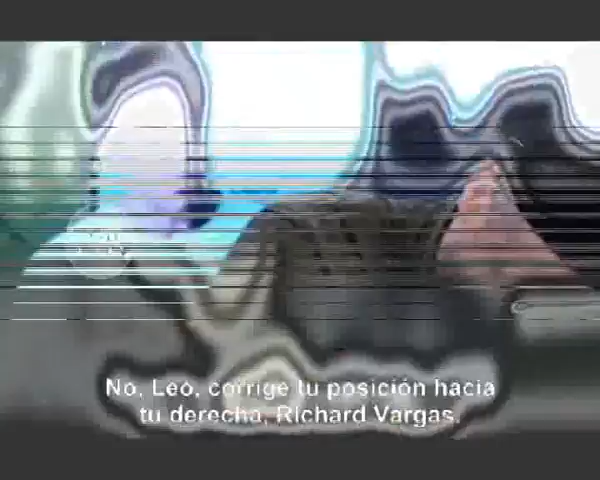 No, Leo, corrige tu posición hacia
tu derecha, Richard Vargas.